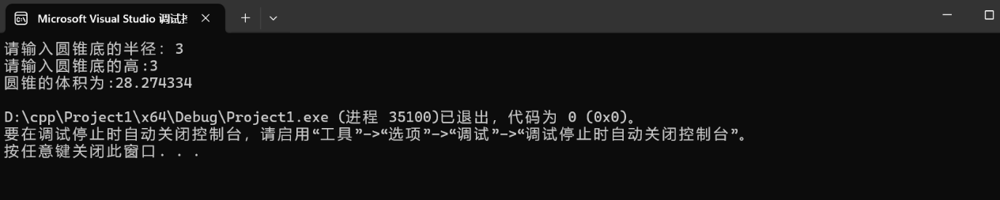 Microsoft Visual Studio 调试控
请输入圆锥底的半径: 3
请输入圆锥底的高:3
圆锥的体积为:28.274334
D:\cpp\Project1\x64\Debug\Project1.exe (进程 35100)已退出，代码为 0 (0x0)。
要在调试停止时自动关闭控制台，请启用“工具”->“选项”->“调试”->“调试停止时自动关闭控制台”。
按任意键关闭此窗口. . .